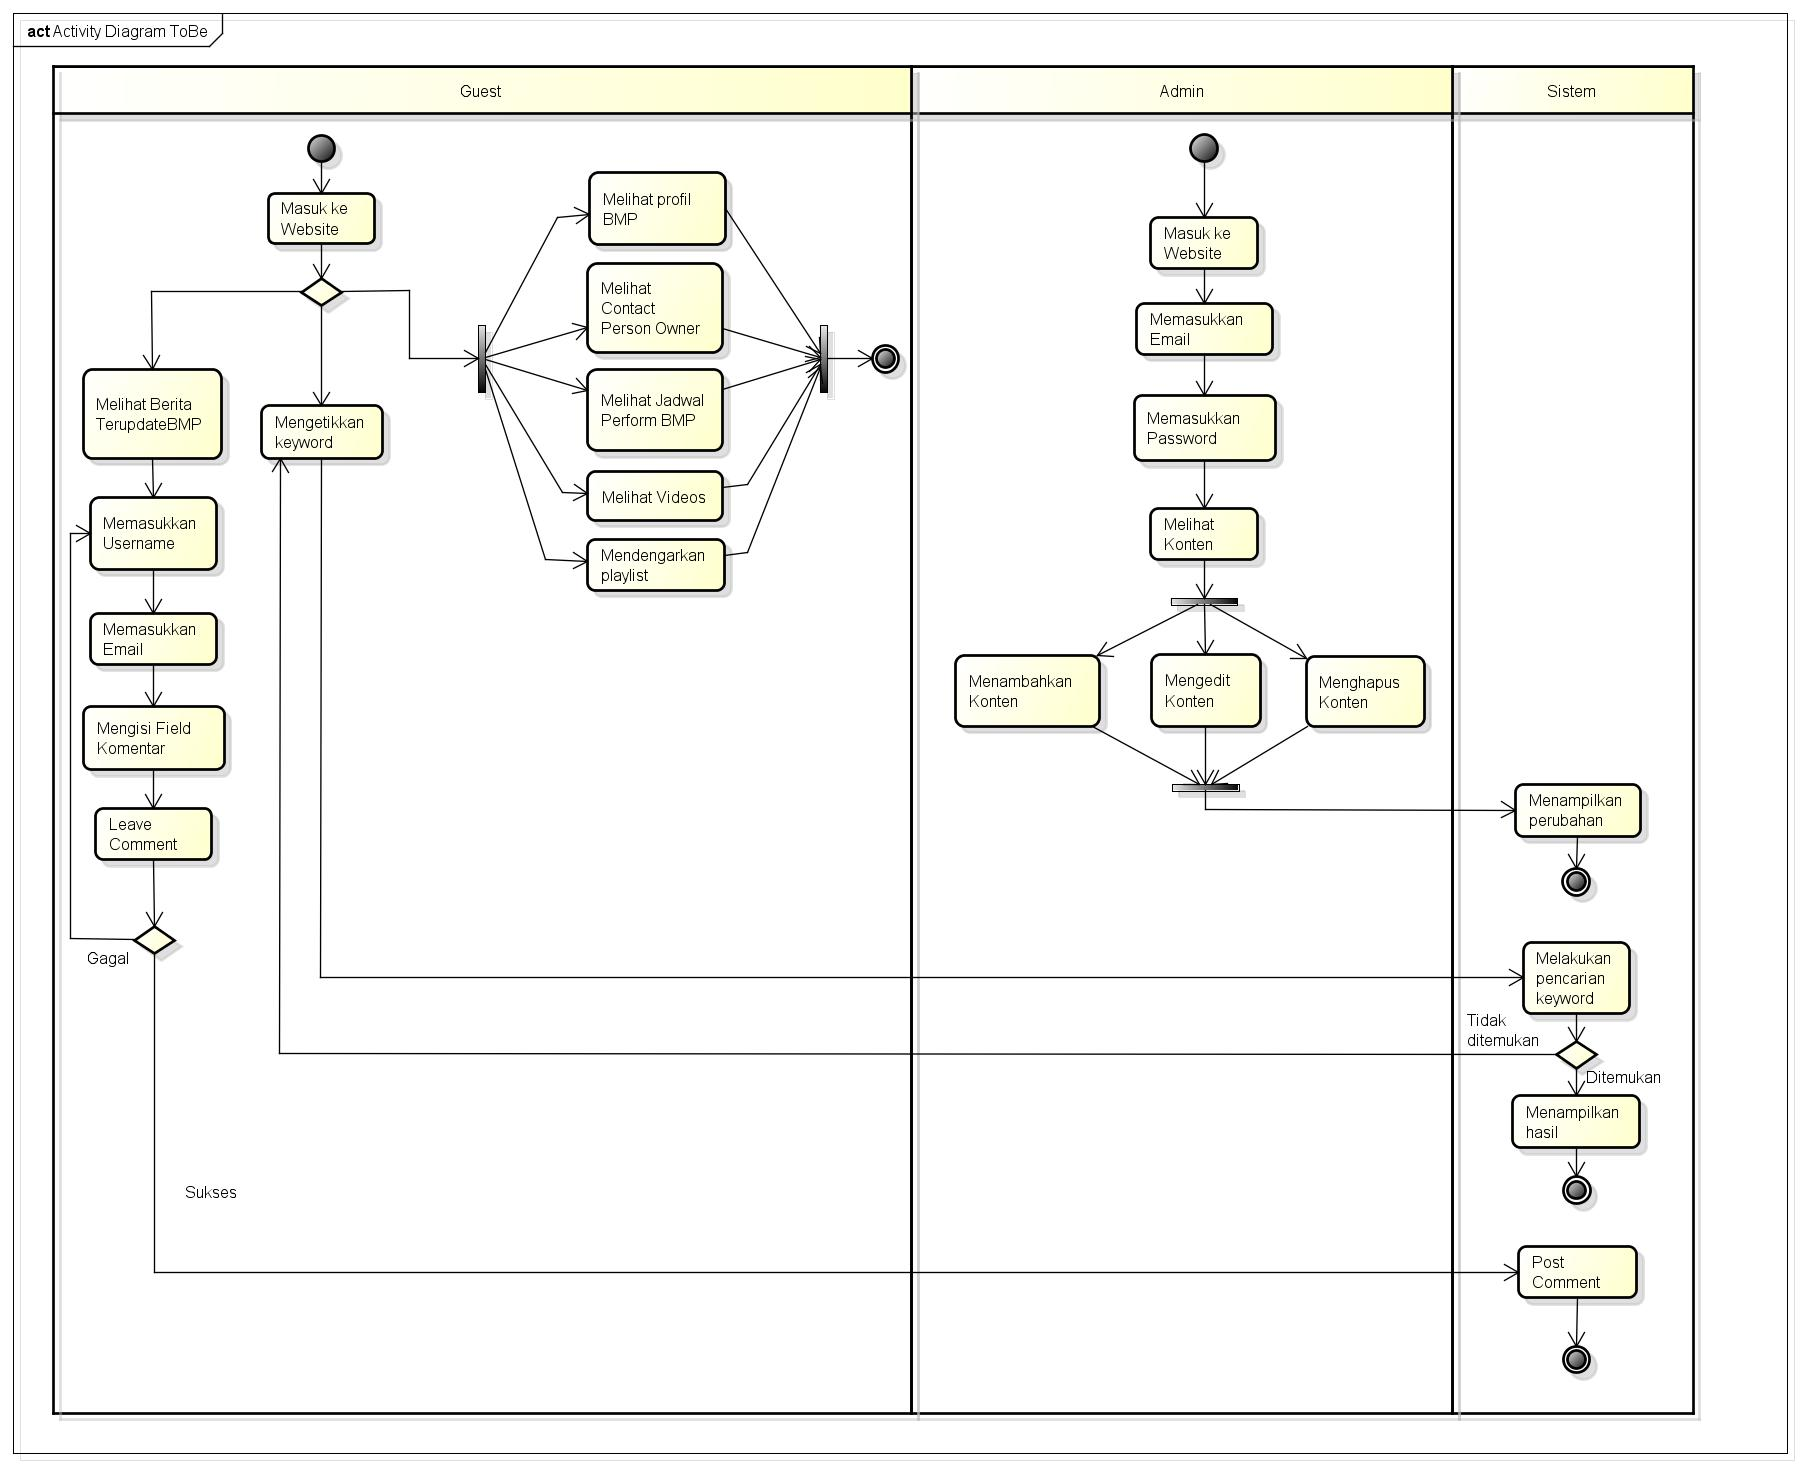 act Activity Diagram ToBe
Guest
Admin
Sistem
Masuk ke
Website
Melihat profil
BMP
Melihat
Contact
Person Owner
Melihat Jadwal
Perform BMP
Melihat Videos
Mendengarkan
playlist
Melihat Berita
TerupdateBMP
Mengetikkan
keyword
Memasukkan
Username
Memasukkan
Email
Mengisi Field
Komentar
Leave
Comment
Gagal
Sukses
Masuk ke
Website
Memasukkan
Email
Memasukkan
Password
Melihat
Konten
Menambahkan
Konten
Mengedit
Konten
Menghapus
Konten
Menampilkan
perubahan
Melakukan
pencarian
keyword
Tidak
ditemukan
Ditemukan
Menampilkan
hasil
Post
Comment